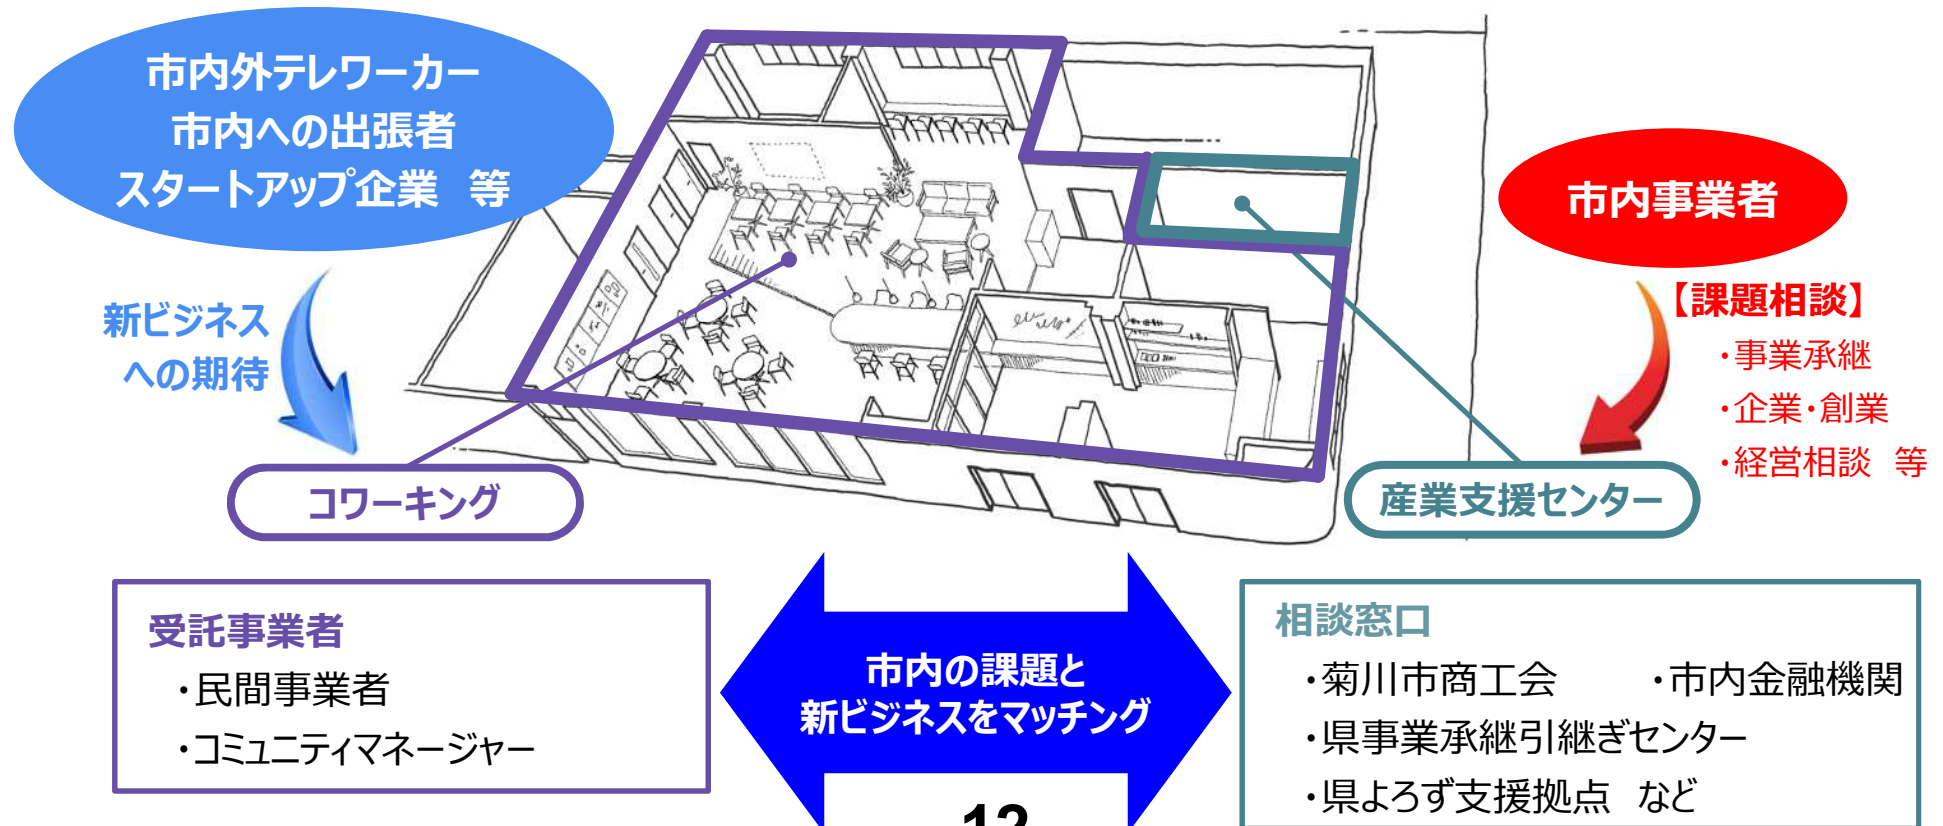 市内外テレワーカー
市内への出張者
スタートアップ企業　等
市内事業者
新ビジネス
への期待
【課題相談】
・事業承継
・企業・創業
・経営相談　等
コワーキング
産業支援センター
受託事業者
・民間事業者
・コミュニティマネージャー
市内の課題と
新ビジネスをマッチング
相談窓口
・菊川市商工会　・市内金融機関
・県事業承継引継ぎセンター
・県よろず支援拠点　など
12